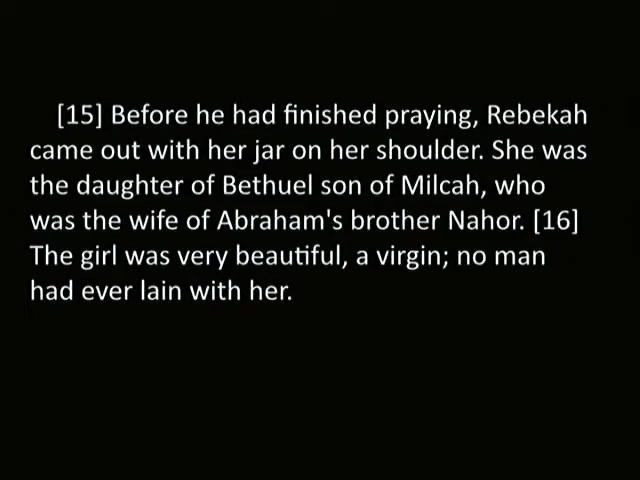 [15] Before he had finished praying, Rebekah
came out with her jar on her shoulder. She was
the daughter of Bethuel son of Milcah, who
was the wife of Abraham's brother Nahor. [16]
The girl was very beautiful, a virgin; no man
had ever lain with her.